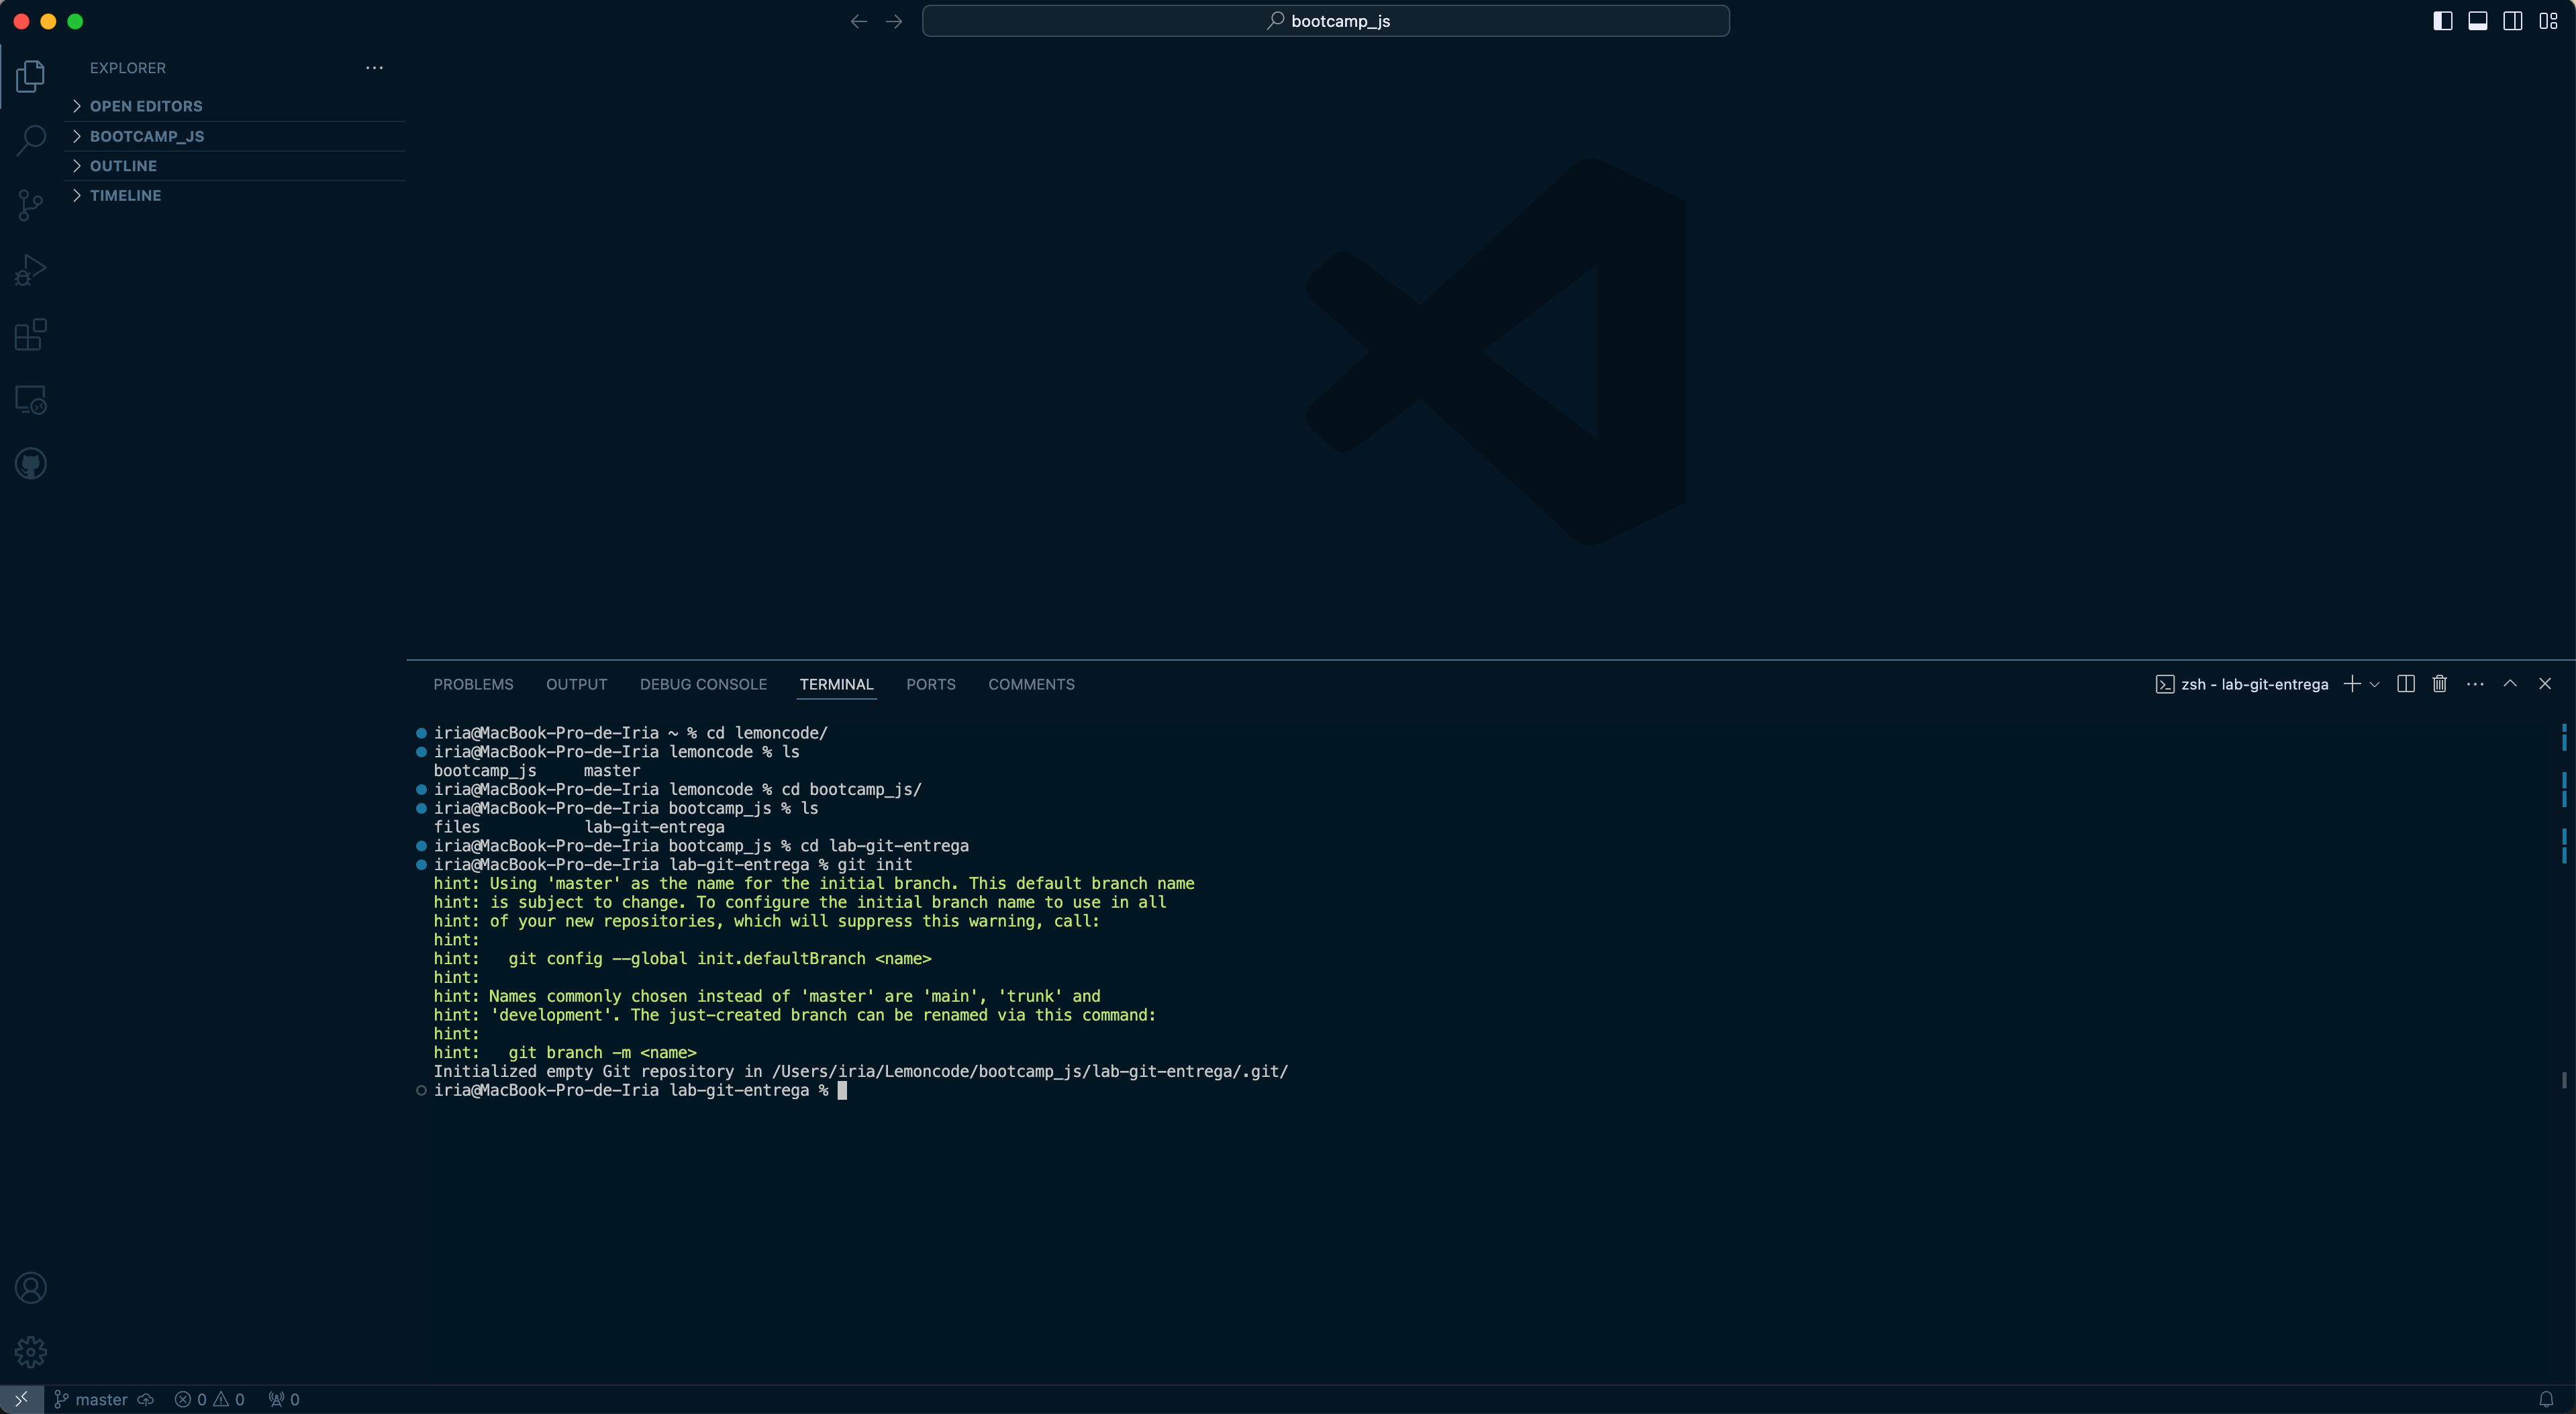 bootcamp_js
EXPLORER
OPEN EDITORS
BOOTCAMP_JS
OUTLINE
TIMELINE
PROBLEMS OUTPUT DEBUG CONSOLE TERMINAL PORTS COMMENTS
zsh - lab-git-entrega
iria@MacBook-Pro-de-Iria ~ % cd lemoncode/
iria@MacBook-Pro-de-Iria lemoncode % ls
bootcamp_js master
iria@MacBook-Pro-de-Iria lemoncode % cd bootcamp_js/
iria@MacBook-Pro-de-Iria bootcamp_js % ls
files lab-git-entrega
iria@MacBook-Pro-de-Iria bootcamp_js % cd lab-git-entrega
iria@MacBook-Pro-de-Iria lab-git-entrega % git init
hint: Using 'master' as the name for the initial branch. This default branch name
hint: is subject to change. To configure the initial branch name to use in all
hint: of your new repositories, which will suppress this warning, call:
hint:
hint:   git config --global init.defaultBranch <name>
hint:
hint: Names commonly chosen instead of 'master' are 'main', 'trunk' and
hint: 'development'. The just-created branch can be renamed via this command:
hint:
hint:   git branch -m <name>
Initialized empty Git repository in /Users/iria/Lemoncode/bootcamp_js/lab-git-entrega/.git/
iria@MacBook-Pro-de-Iria lab-git-entrega %
master 0 0 0